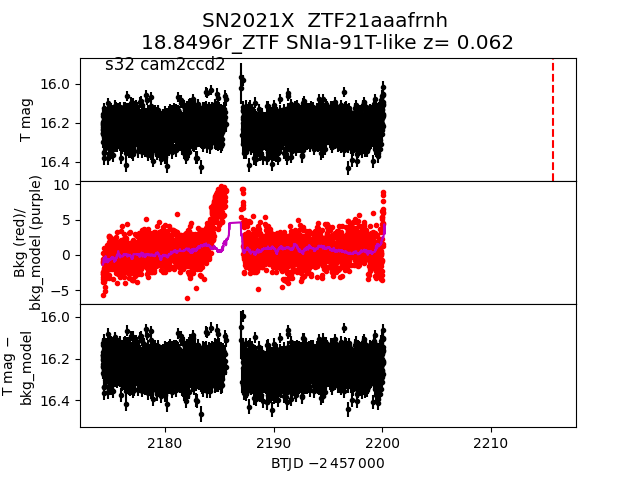 SN2021X  ZTF21aaafrnh
18.8496r_ZTF SNIa-91T-like z= 0.062
s32 cam2ccd2
16.0
16.2
16.4
T mag
10
5
0
−5
Bkg (red)/
bkg_model (purple)
16.0
16.2
16.4
T mag −
bkg_model
2180
2190
2200
2210
BTJD −2 457 000